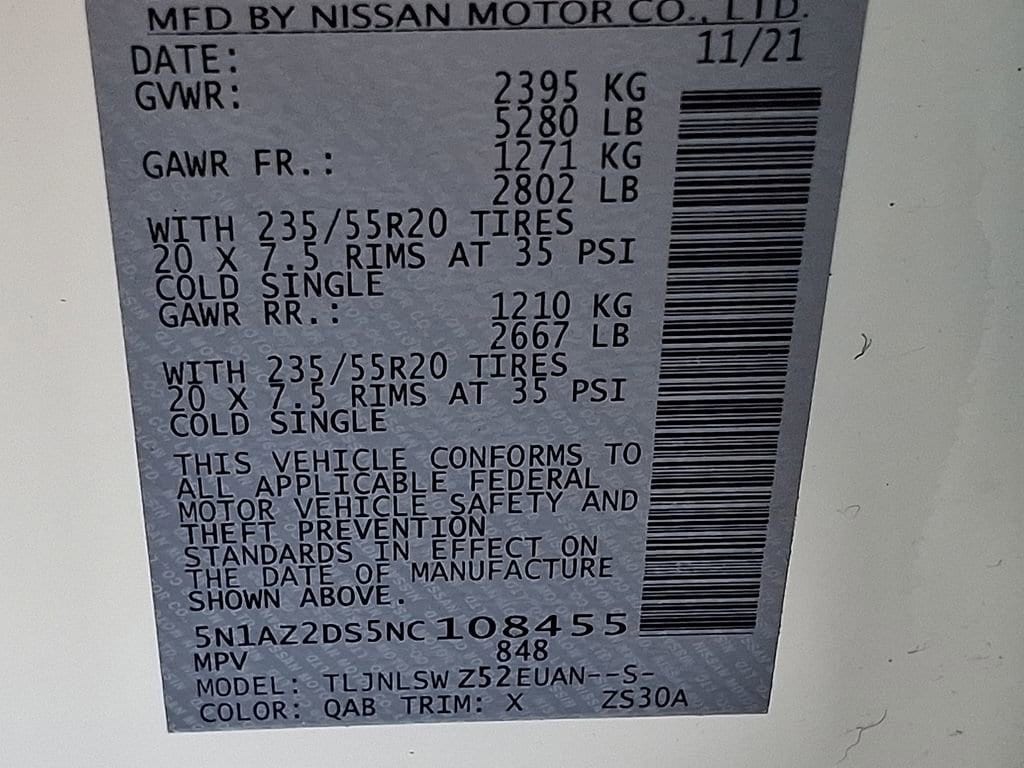 MFD BY NISSAN MOTOR CO., LTD.
DATE: 11/21
GVWR: 2395 KG
5280 LB
GAWR FR.: 1271 KG
2802 LB
WITH 235/55R20 TIRES
20 X 7.5 RIMS AT 35 PSI
COLD SINGLE
GAWR RR.: 1210 KG
2667 LB
WITH 235/55R20 TIRES
20 X 7.5 RIMS AT 35 PSI
COLD SINGLE
THIS VEHICLE CONFORMS TO
ALL APPLICABLE FEDERAL
MOTOR VEHICLE SAFETY AND
THEFT PREVENTION
STANDARDS IN EFFECT ON
THE DATE OF MANUFACTURE
SHOWN ABOVE.
5N1AZ2DS5NC108455
MPV 848
MODEL: TLJNLSW Z52EUAN--S-
COLOR: QAB TRIM: X ZS30A